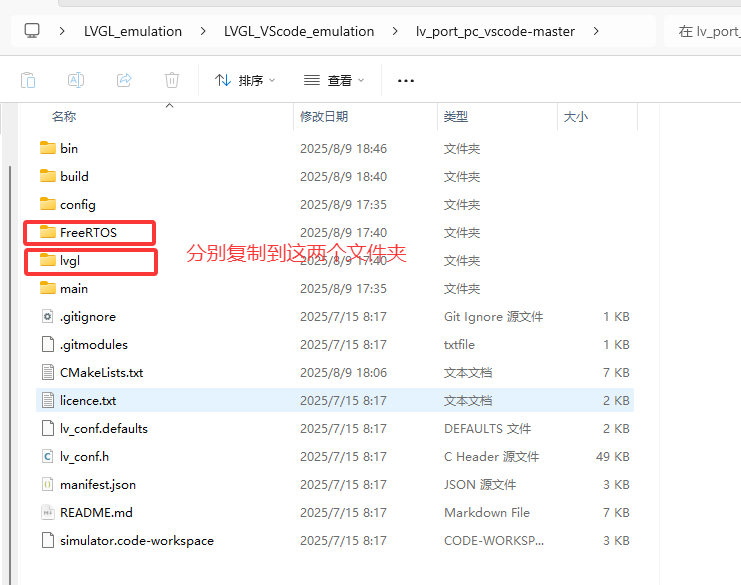 LVGL_emulation > LVGL_VScode_emulation > lv_port_pc_vscode-master > 在 lv_port_
排序 查看 ...
名称 修改日期 类型 大小
bin 2025/8/9 18:46 文件夹
build 2025/8/9 18:40 文件夹
config 2025/8/9 17:35 文件夹
FreeRTOS 2025/8/9 17:40 文件夹
分别复制到这两个文件夹
lvgl 2025/8/9 17:40 文件夹
main 2025/8/9 17:35 文件夹
.gitignore 2025/7/15 8:17 Git Ignore 源文件 1 KB
.gitmodules 2025/7/15 8:17 txtfile 1 KB
CMakeLists.txt 2025/8/9 18:06 文本文档 7 KB
licence.txt 2025/7/15 8:17 文本文档 2 KB
lv_conf.defaults 2025/7/15 8:17 DEFAULTS 文件 2 KB
lv_conf.h 2025/7/15 8:17 C Header 源文件 49 KB
manifest.json 2025/7/15 8:17 JSON 源文件 3 KB
README.md 2025/7/15 8:17 Markdown File 7 KB
simulator.code-workspace 2025/7/15 8:17 CODE-WORKSP... 3 KB